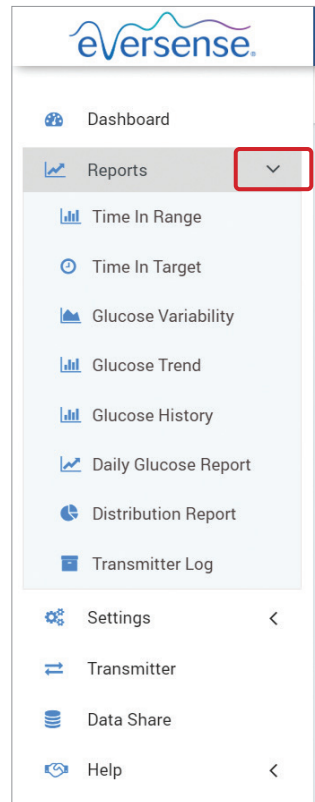 eversense.
Dashboard
Reports
Time In Range
Time In Target
Glucose Variability
Glucose Trend
Glucose History
Daily Glucose Report
Distribution Report
Transmitter Log
Settings
Transmitter
Data Share
Help